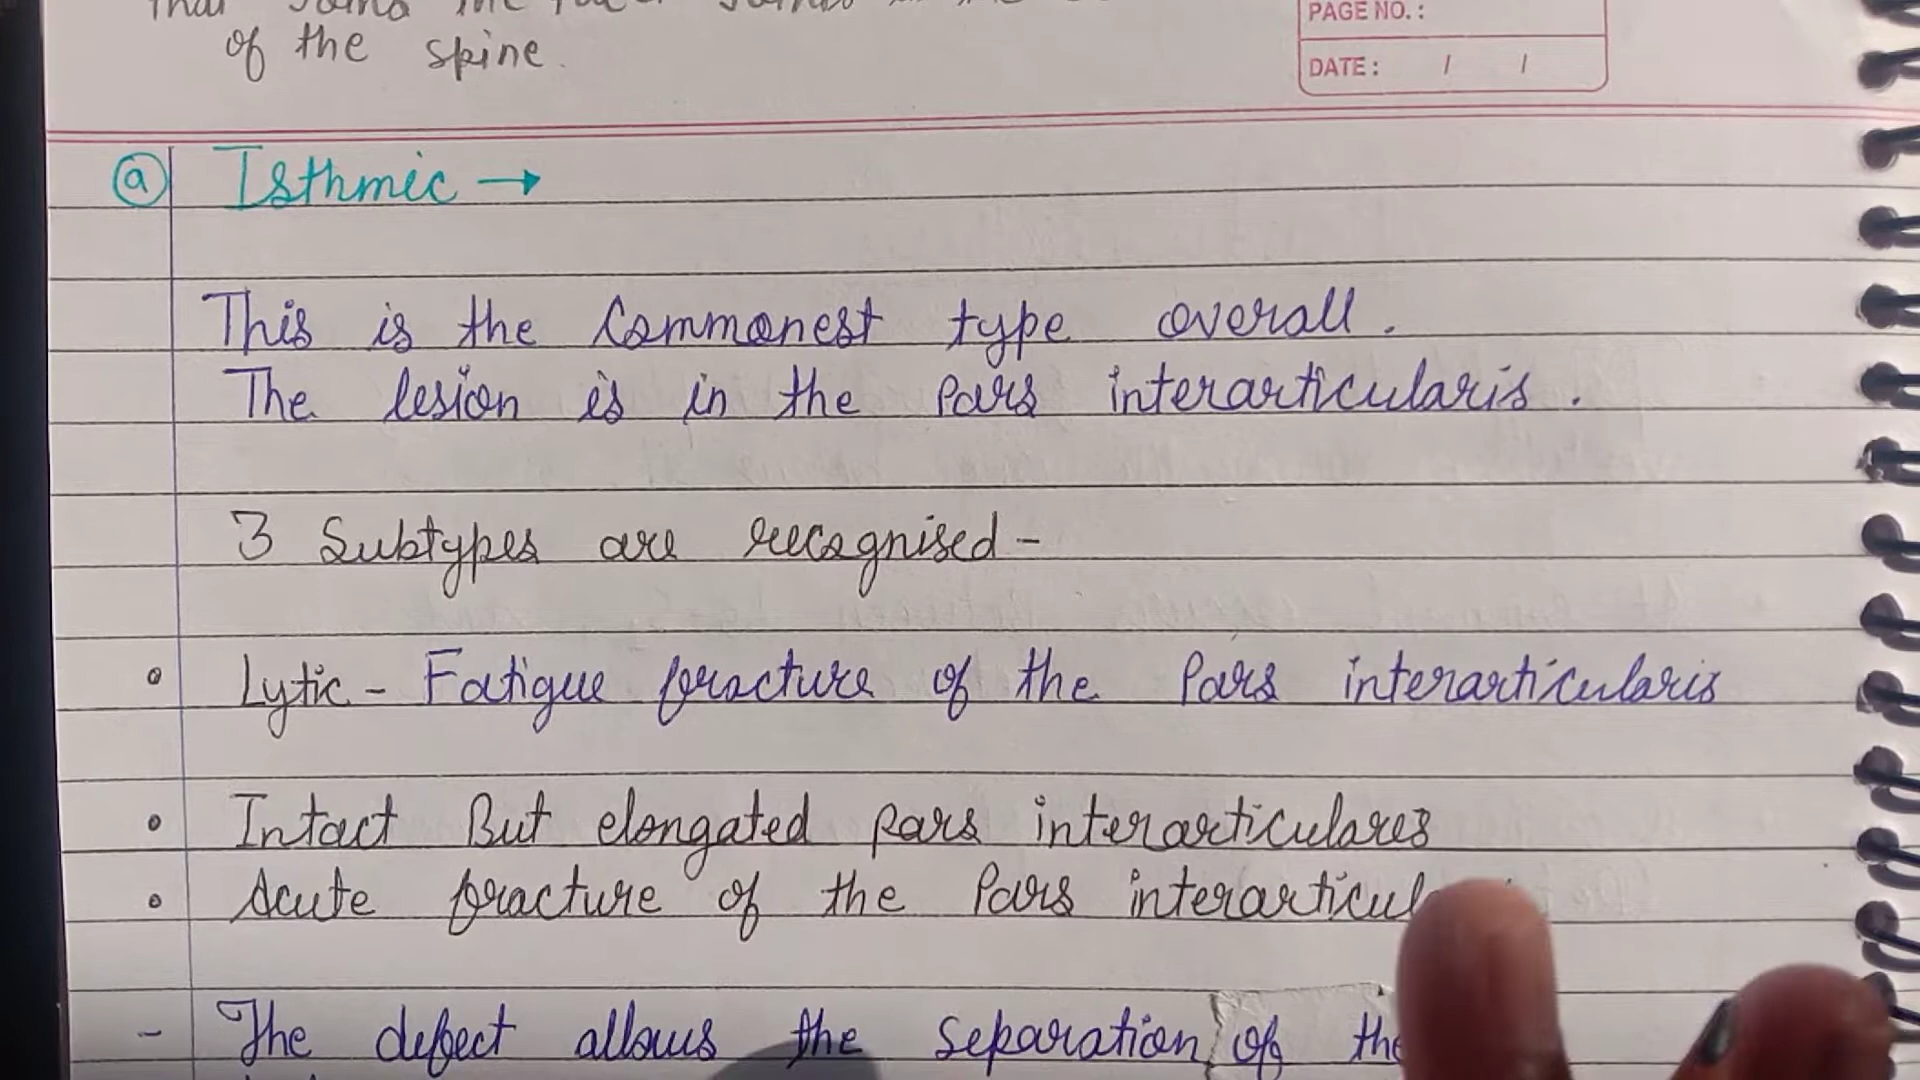 of the spine.
PAGE NO. :
DATE : / /
(a) Isthmic →
This is the Commonest type overall.
The lesion is in the Pars interarticularis.
3 Subtypes are recognised -
Lytic - Fatigue fracture of the Pars interarticularis
Intact But elongated pars interarticulares
Acute fracture of the Pars
- The defect allows the separation of the